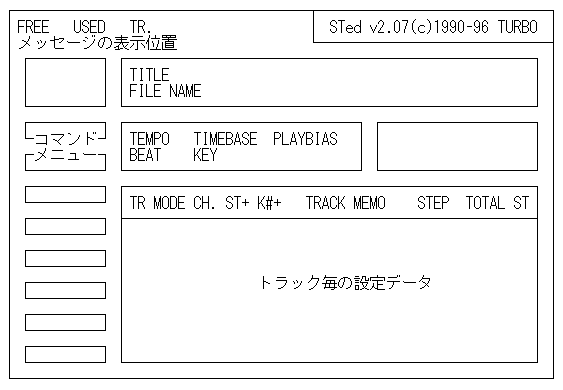 FREE USED TR. STed v2.07(c)1990-96 TURBO
メッセージの表示位置
TITLE
FILE NAME
コマンド
メニュー
TEMPO TIMEBASE PLAYBIAS
BEAT KEY
TR MODE CH. ST+ K#+ TRACK MEMO STEP TOTAL ST
トラック毎の設定データ